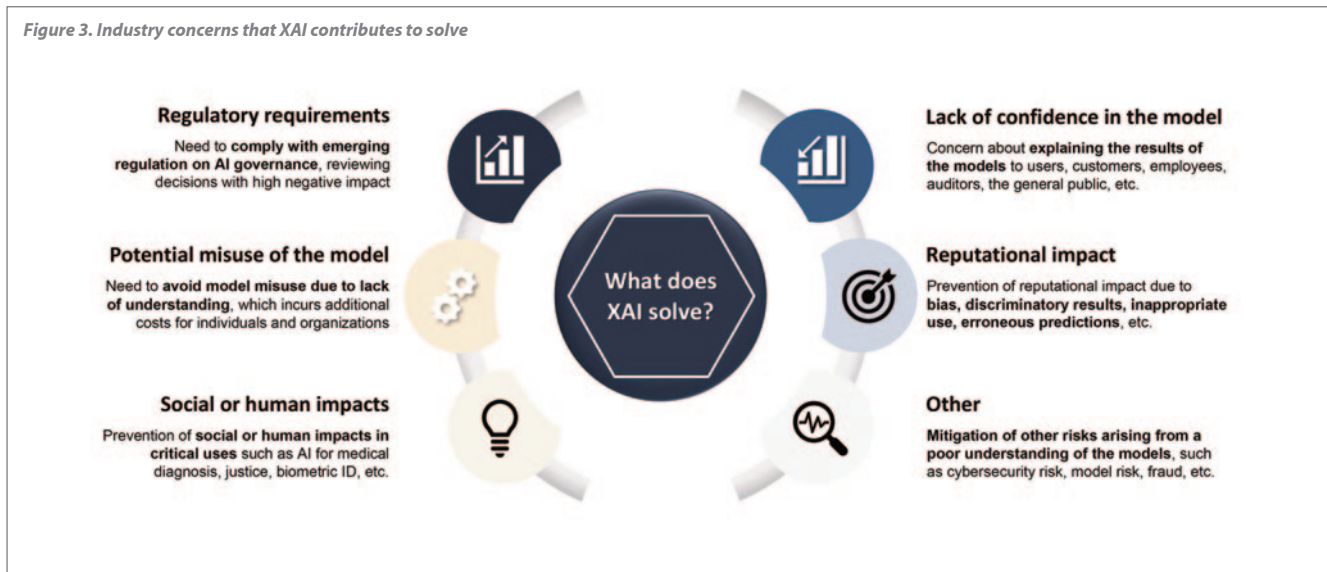 Figure 3. Industry concerns that XAI contributes to solve
Regulatory requirements
Need to comply with emerging
regulation on AI governance, reviewing
decisions with high negative impact
Potential misuse of the model
Need to avoid model misuse due to lack
of understanding, which incurs additional
costs for individuals and organizations
Social or human impacts
Prevention of social or human impacts in
critical uses such as AI for medical
diagnosis, justice, biometric ID, etc.
What does
XAI solve?
Lack of confidence in the model
Concern about explaining the results of
the models to users, customers, employees,
auditors, the general public, etc.
Reputational impact
Prevention of reputational impact due to
bias, discriminatory results, inappropriate
use, erroneous predictions, etc.
Other
Mitigation of other risks arising from a
poor understanding of the models, such
as cybersecurity risk, model risk, fraud, etc.